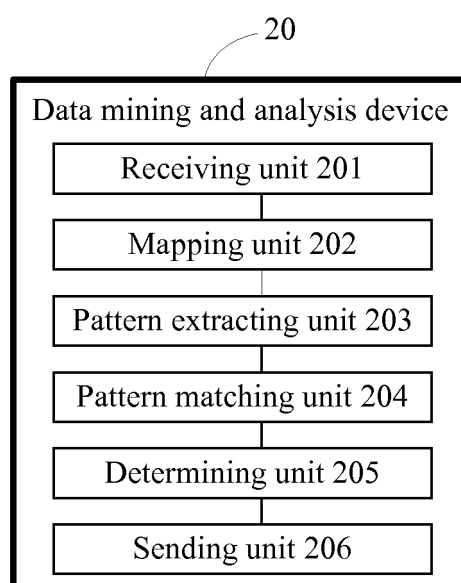 20
Data mining and analysis device
Receiving unit 201
Mapping unit 202
Pattern extracting unit 203
Pattern matching unit 204
Determining unit 205
Sending unit 206